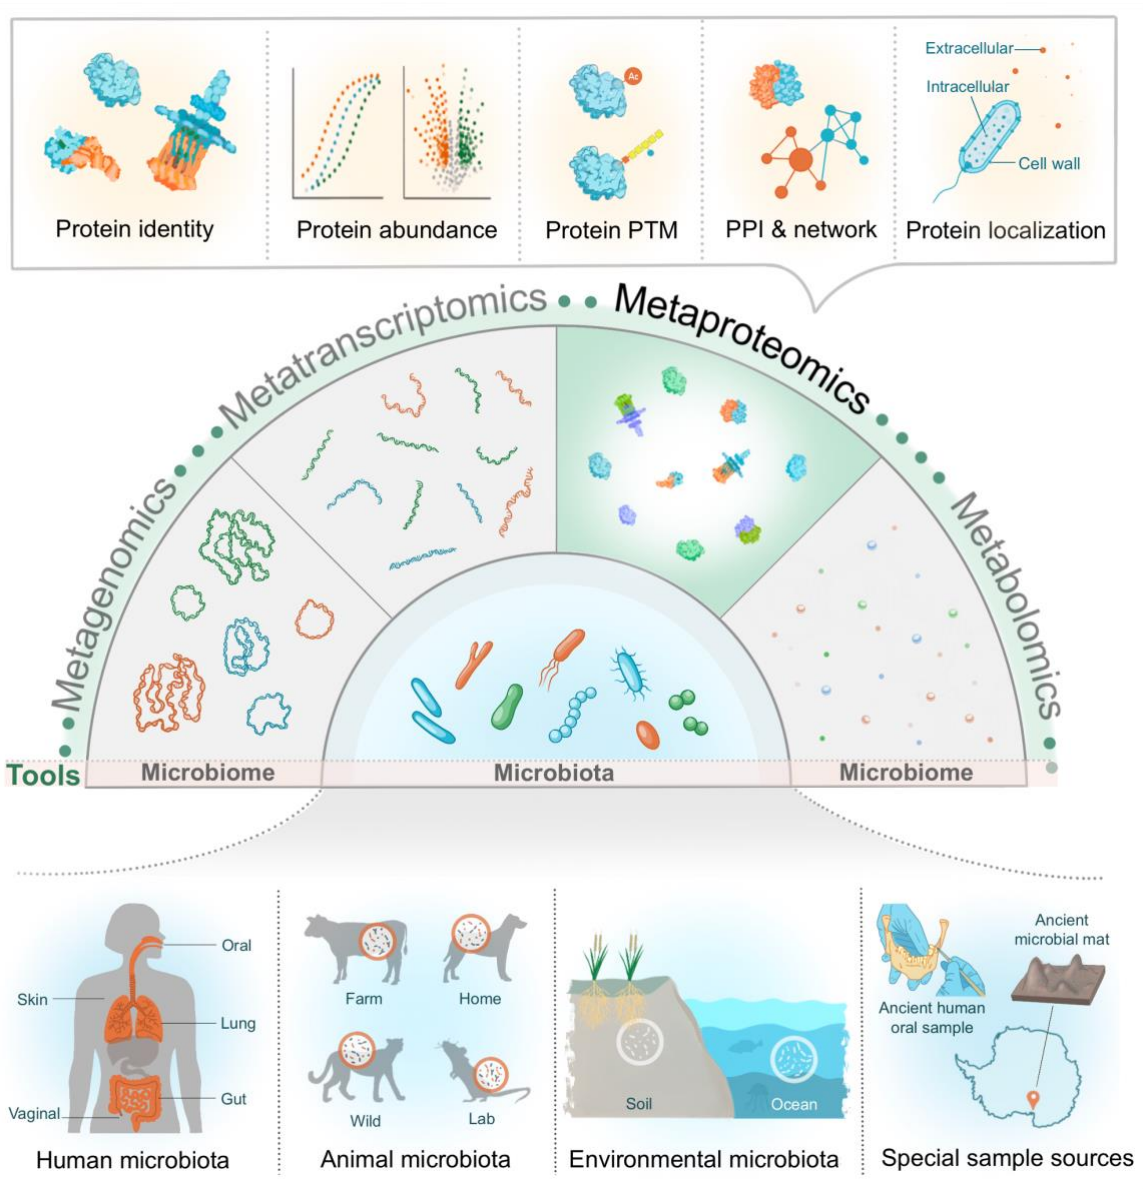 Extracellular
Intracellular
Cell wall
Ac
Protein identity
Protein abundance
Protein PTM
PPI & network
Protein localization
Metagenomics
Metatranscriptomics
Metaproteomics
Metabolomics
Tools
Microbiome
Microbiota
Microbiome
Oral
Skin
Lung
Gut
Vaginal
Human microbiota
Farm
Home
Wild
Lab
Animal microbiota
Soil
Ocean
Environmental microbiota
Ancient
microbial mat
Ancient human
oral sample
Special sample sources